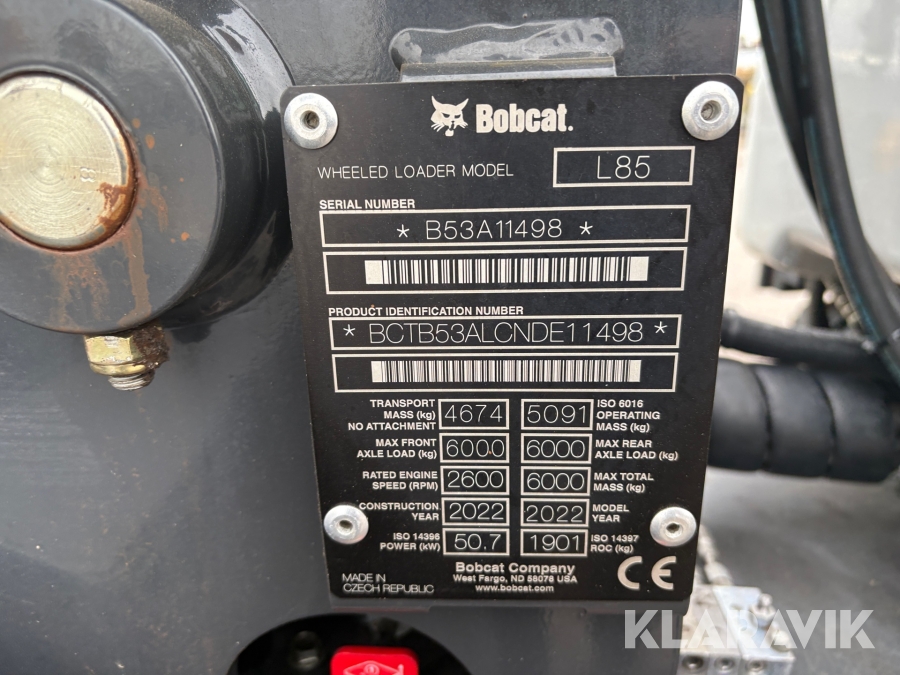 Bobcat.
WHEELED LOADER MODEL L85
SERIAL NUMBER
* B53A11498 *
PRODUCT IDENTIFICATION NUMBER
* BCTB53ALCNDE11498 *
TRANSPORT MASS (kg) NO ATTACHMENT 4674 5091 ISO 6016 OPERATING MASS (kg)
MAX FRONT AXLE LOAD (kg) 6000 6000 MAX REAR AXLE LOAD (kg)
RATED ENGINE SPEED (RPM) 2600 6000 MAX TOTAL MASS (kg)
CONSTRUCTION YEAR 2022 2022 MODEL YEAR
ISO 14396 POWER (kW) 50.7 1901 ISO 14397 ROC (kg)
MADE IN
CZECH REPUBLIC
Bobcat Company
West Fargo, ND 58078 USA
www.bobcat.com
CE
KLARAVIK